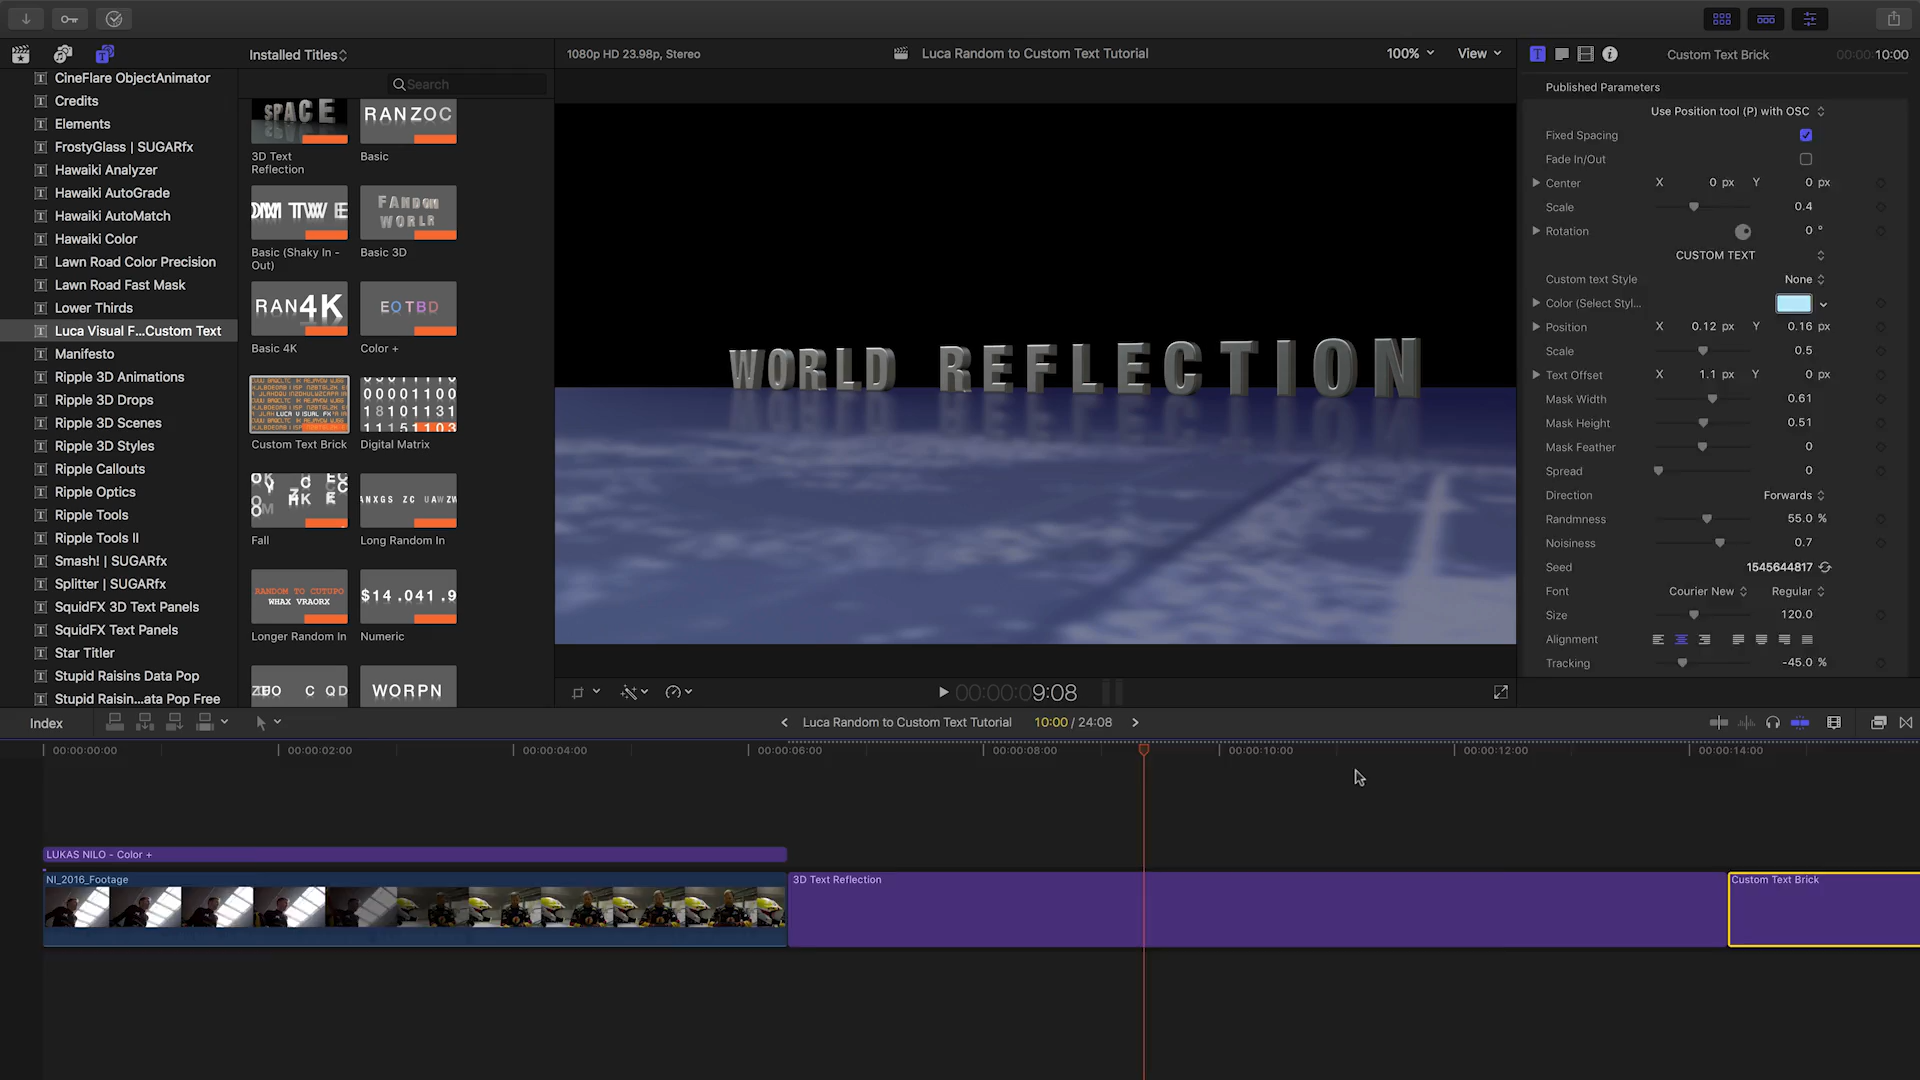 Installed Titles
1080p HD 23.98p, Stereo
Luca Random to Custom Text Tutorial
100%
View
Custom Text Brick
00:00:10:00
Search
CineFlare ObjectAnimator
Credits
Elements
FrostyGlass | SUGARfx
Hawaiki Analyzer
Hawaiki AutoGrade
Hawaiki AutoMatch
Hawaiki Color
Lawn Road Color Precision
Lawn Road Fast Mask
Lower Thirds
Luca Visual F...Custom Text
Manifesto
Ripple 3D Animations
Ripple 3D Drops
Ripple 3D Scenes
Ripple 3D Styles
Ripple Callouts
Ripple Optics
Ripple Tools
Ripple Tools II
Smash! | SUGARfx
Splitter | SUGARfx
SquidFX 3D Text Panels
SquidFX Text Panels
Star Titler
Stupid Raisins Data Pop
Stupid Raisin...ata Pop Free
SPACE
RANZOC
3D Text
Reflection
Basic
FANDOM
WORLD
Basic (Shaky In -
Out)
Basic 3D
RAN4K
EQTBD
Basic 4K
Color +
Custom Text Brick
Digital Matrix
Fall
ANXGS ZC UAWZW
Long Random In
RANDOM TO CUTUPO
WHAX VRAORX
$14.041.9
Longer Random In
Numeric
WORPN
WORLD REFLECTION
Published Parameters
Use Position tool (P) with OSC
Fixed Spacing
Fade In/Out
Center X 0 px Y 0 px
Scale 0.4
Rotation 0 °
CUSTOM TEXT
Custom text Style None
Color (Select Styl...
Position X 0.12 px Y 0.16 px
Scale 0.5
Text Offset X 1.1 px Y 0 px
Mask Width 0.61
Mask Height 0.51
Mask Feather 0
Spread 0
Direction Forwards
Randmness 55.0 %
Noisiness 0.7
Seed 1545644817
Font Courier New Regular
Size 120.0
Alignment
Tracking -45.0 %
00:00:09:08
Index
Luca Random to Custom Text Tutorial
10:00 / 24:08
00:00:00:00
00:00:02:00
00:00:04:00
00:00:06:00
00:00:08:00
00:00:10:00
00:00:12:00
00:00:14:00
LUKAS NILO - Color +
NI_2016_Footage
3D Text Reflection
Custom Text Brick